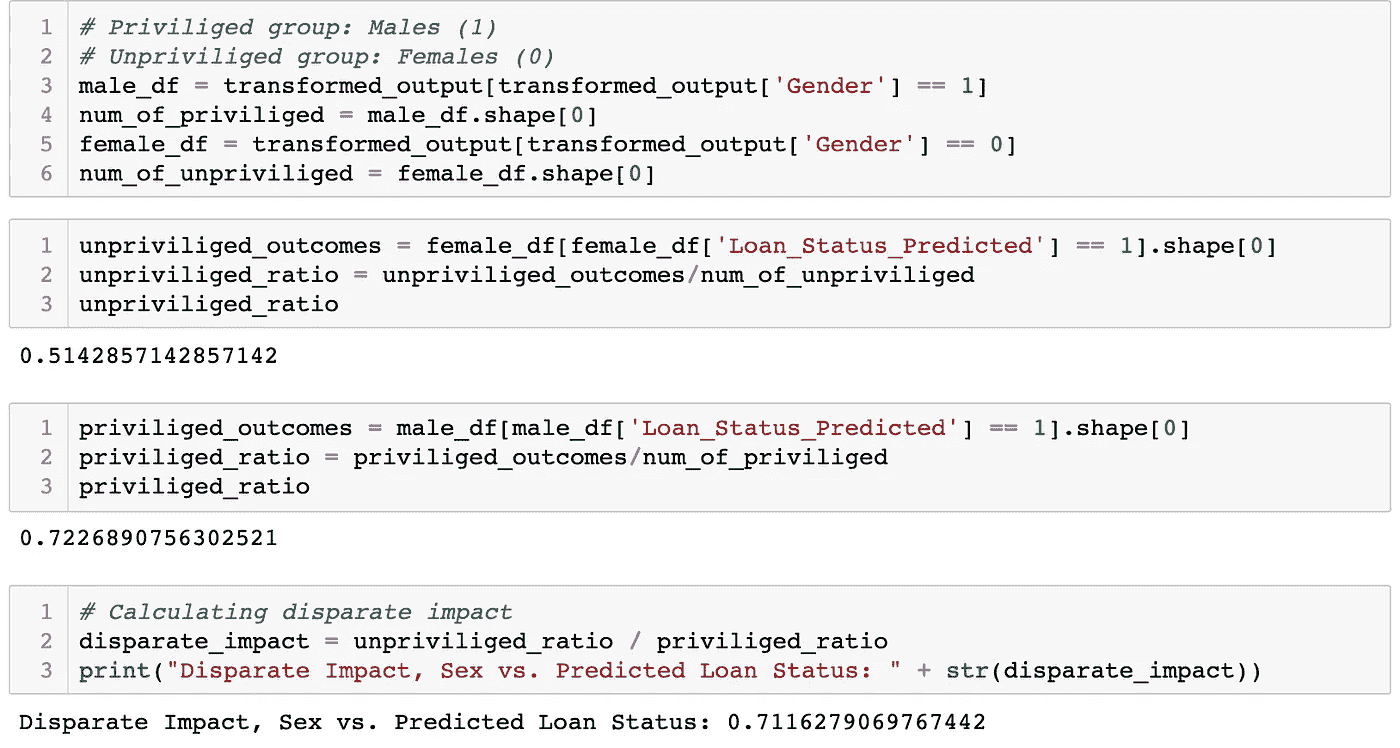 1 # Priviliged group: Males (1)
2 # Unpriviliged group: Females (0)
3 male_df = transformed_output[transformed_output['Gender'] == 1]
4 num_of_priviliged = male_df.shape[0]
5 female_df = transformed_output[transformed_output['Gender'] == 0]
6 num_of_unpriviliged = female_df.shape[0]
1 unpriviliged_outcomes = female_df[female_df['Loan_Status_Predicted'] == 1].shape[0]
2 unpriviliged_ratio = unpriviliged_outcomes/num_of_unpriviliged
3 unpriviliged_ratio
0.5142857142857142
1 priviliged_outcomes = male_df[male_df['Loan_Status_Predicted'] == 1].shape[0]
2 priviliged_ratio = priviliged_outcomes/num_of_priviliged
3 priviliged_ratio
0.7226890756302521
1 # Calculating disparate impact
2 disparate_impact = unpriviliged_ratio / priviliged_ratio
3 print("Disparate Impact, Sex vs. Predicted Loan Status: " + str(disparate_impact))
Disparate Impact, Sex vs. Predicted Loan Status: 0.7116279069767442